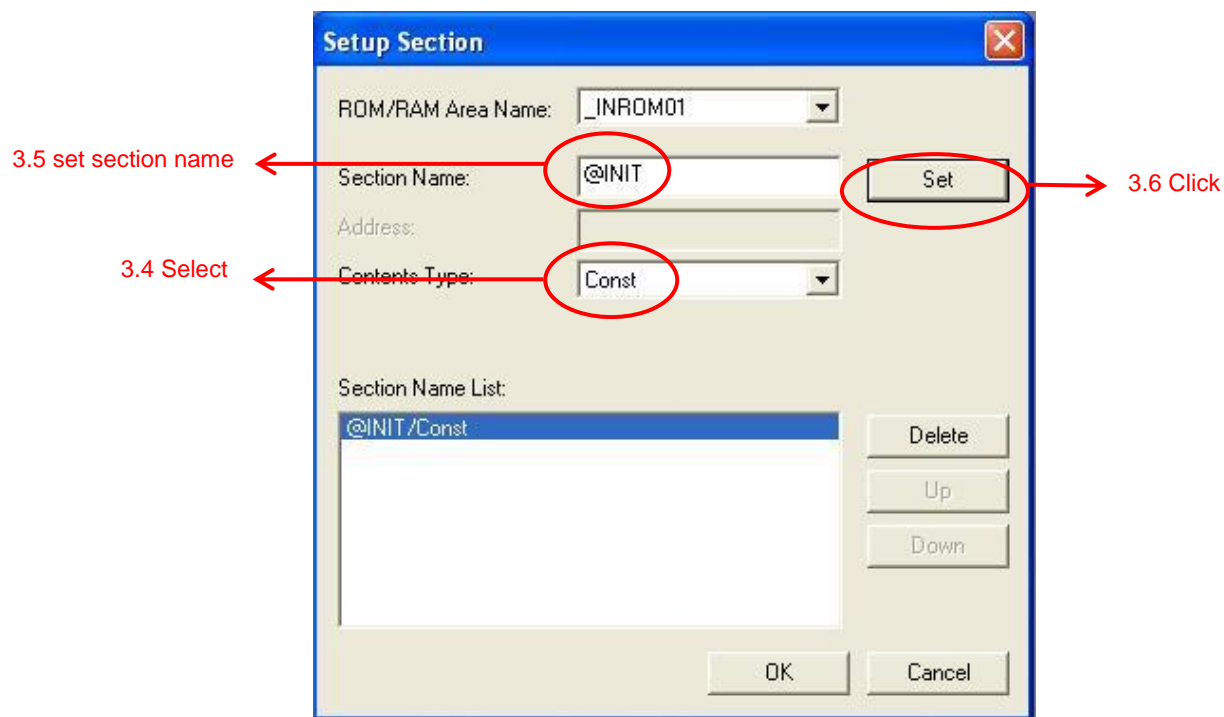 Setup Section
ROM/RAM Area Name: _INROM01
3.5 set section name
Section Name: @INIT Set
3.6 Click
Address:
3.4 Select
Contents Type: Const
Section Name List:
@INIT/Const
Delete
Up
Down
OK Cancel